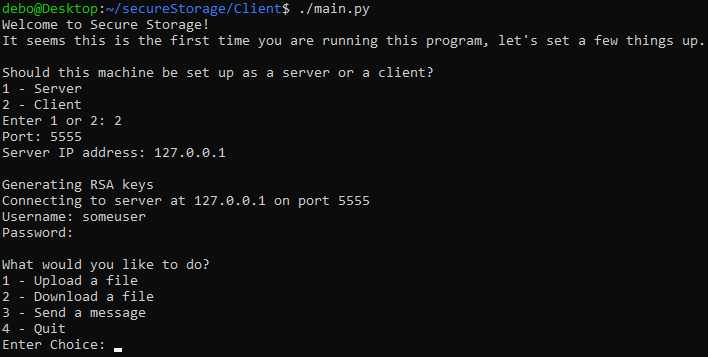 debo@Desktop:~/secureStorage/Client$ ./main.py
Welcome to Secure Storage!
It seems this is the first time you are running this program, let's set a few things up.
Should this machine be set up as a server or a client?
1 - Server
2 - Client
Enter 1 or 2: 2
Port: 5555
Server IP address: 127.0.0.1
Generating RSA keys
Connecting to server at 127.0.0.1 on port 5555
Username: someuser
Password:
What would you like to do?
1 - Upload a file
2 - Download a file
3 - Send a message
4 - Quit
Enter Choice: